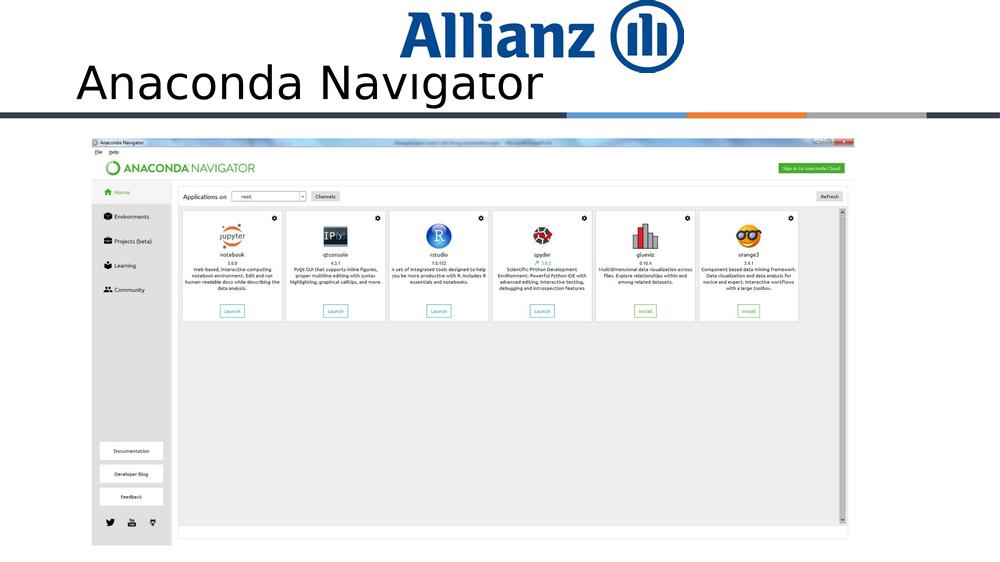 Allianz
Anaconda Navigator
Anaconda Navigator
File Help
ANACONDA NAVIGATOR
Sign in to Anaconda Cloud
Home
Environments
Projects (beta)
Learning
Community
Documentation
Developer Blog
Feedback
Applications on
root
Channels
Refresh
jupyter
notebook
5.0.0
Web-based, interactive computing
notebook environment. Edit and run
human-readable docs while describing the
data analysis.
Launch
IP[y]:
qtconsole
4.3.1
PyQt GUI that supports inline figures,
proper multiline editing with syntax
highlighting, graphical calltips, and more.
Launch
R
rstudio
1.0.153
A set of integrated tools designed to help
you be more productive with R. Includes R
essentials and notebooks.
Launch
spyder
Scientific PYthon Development
EnviRonment. Powerful Python IDE with
advanced editing, interactive testing,
debugging and introspection features
Launch
glueviz
0.10.4
Multidimensional data visualization across
files. Explore relationships within and
among related datasets.
Install
orange3
3.4.1
Component based data mining framework.
Data visualization and data analysis for
novice and expert. Interactive workflows
with a large toolbox.
Install